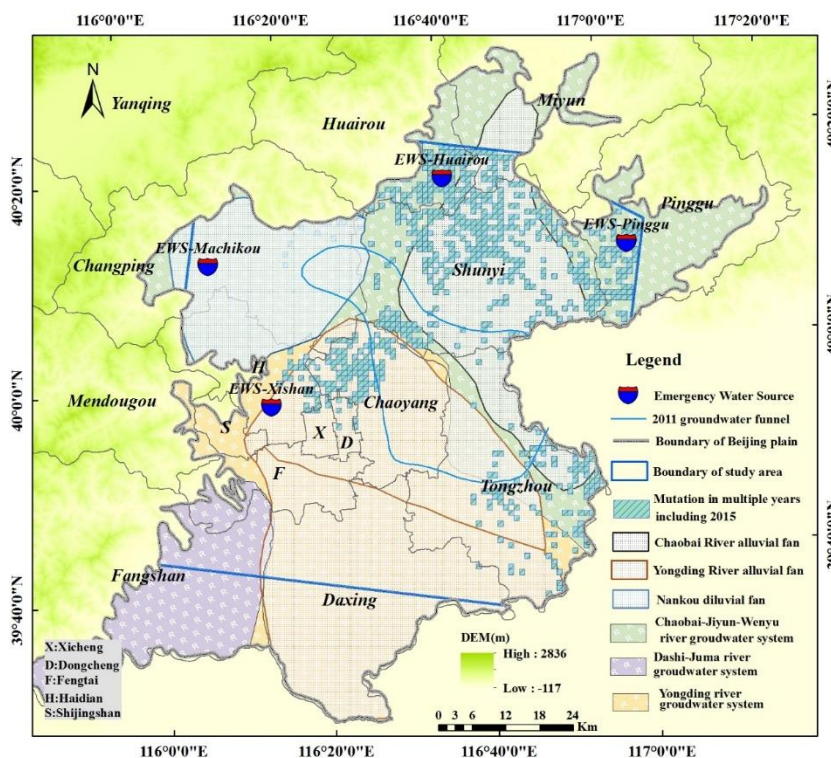 116°0'0"E 116°20'0"E 116°40'0"E 117°0'0"E 117°20'0"E
N
Yanqing
Huairou
Miyun
EWS-Huairou
40°20'0"N
Pinggu
EWS-Pinggu
EWS-Machikou
Changping
Shunyi
Legend
Emergency Water Source
2011 groundwater funnel
Boundary of Beijing plain
Boundary of study area
Mutation in multiple years
including 2015
Chaobai River alluvial fan
Yongding River alluvial fan
Nankou diluvial fan
Chaobai-Jiyun-Wenyu
river groundwater system
Dashi-Juma river
groundwater system
Yongding river
groundwater system
H
EWS-Xishan
40°0'0"N
Mendougou
Chaoyang
S
X
D
F
Tongzhou
Fangshan
Daxing
39°40'0"N
X:Xicheng
D:Dongcheng
F:Fengtai
H:Haidian
S:Shijingshan
DEM(m)
High : 2836
Low : -117
0 3 6 12 18 24
Km
116°0'0"E 116°20'0"E 116°40'0"E 117°0'0"E